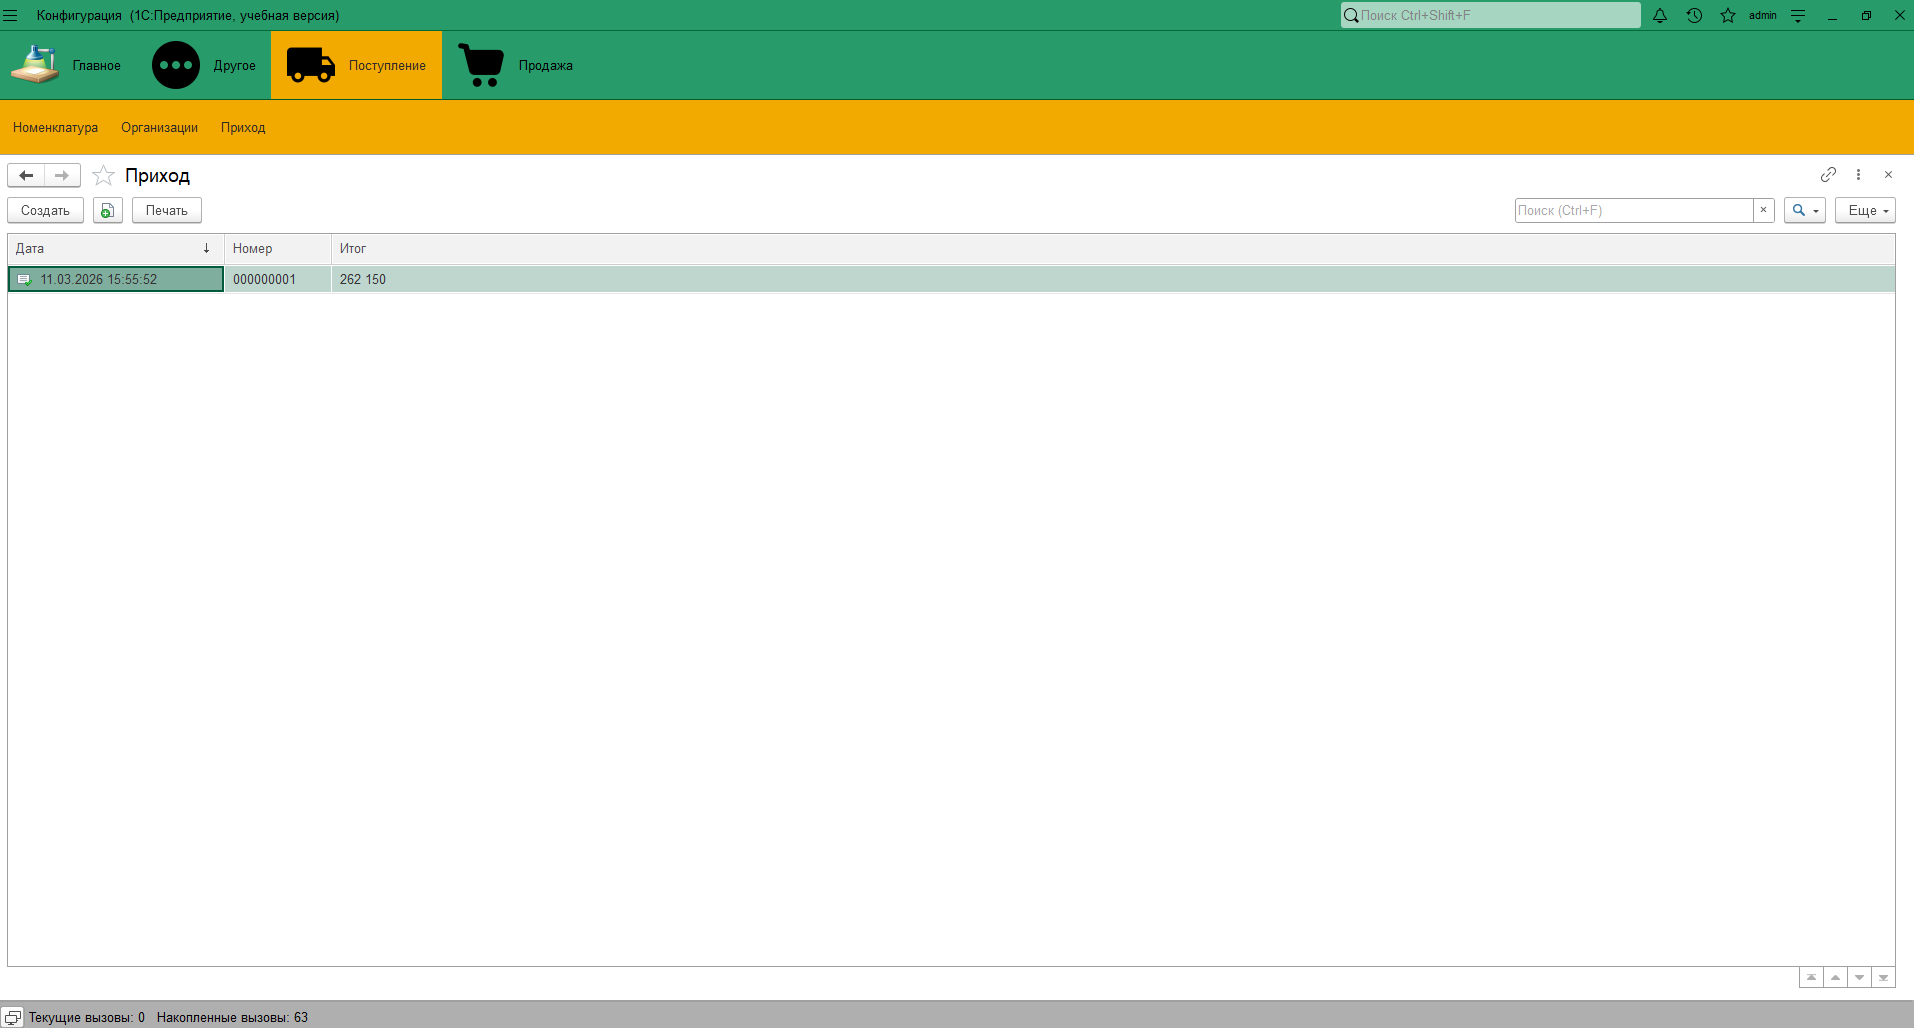 Конфигурация (1С:Предприятие, учебная версия)
Поиск Ctrl+Shift+F
admin
Главное
Другое
Поступление
Продажа
Номенклатура Организации Приход
Приход
Создать
Печать
Поиск (Ctrl+F)
×
Еще
Дата ↓ Номер Итог
11.03.2026 15:55:52 000000001 262 150
Текущие вызовы: 0 Накопленные вызовы: 63